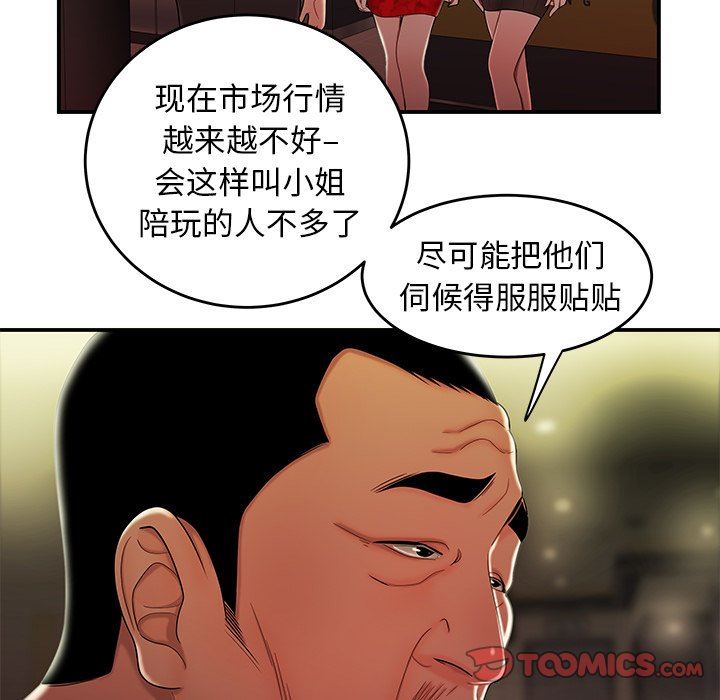 现在市场行情
越来越不好–
会这样叫小姐
陪玩的人不多了
尽可能把他们
伺候得服服贴贴
TOOMICS.COM